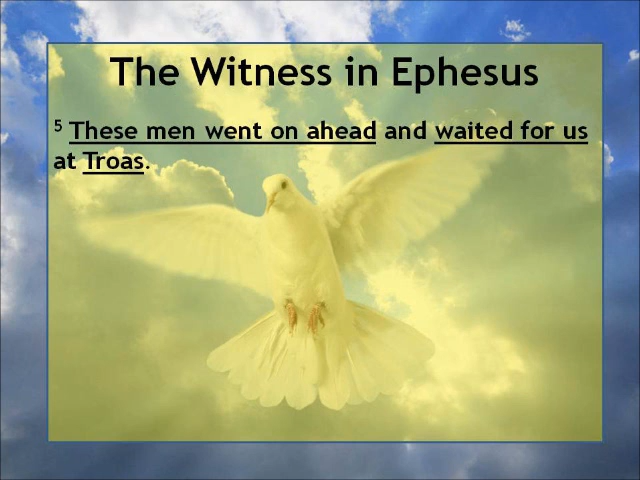 The Witness in Ephesus
5 These men went on ahead and waited for us
at Troas.